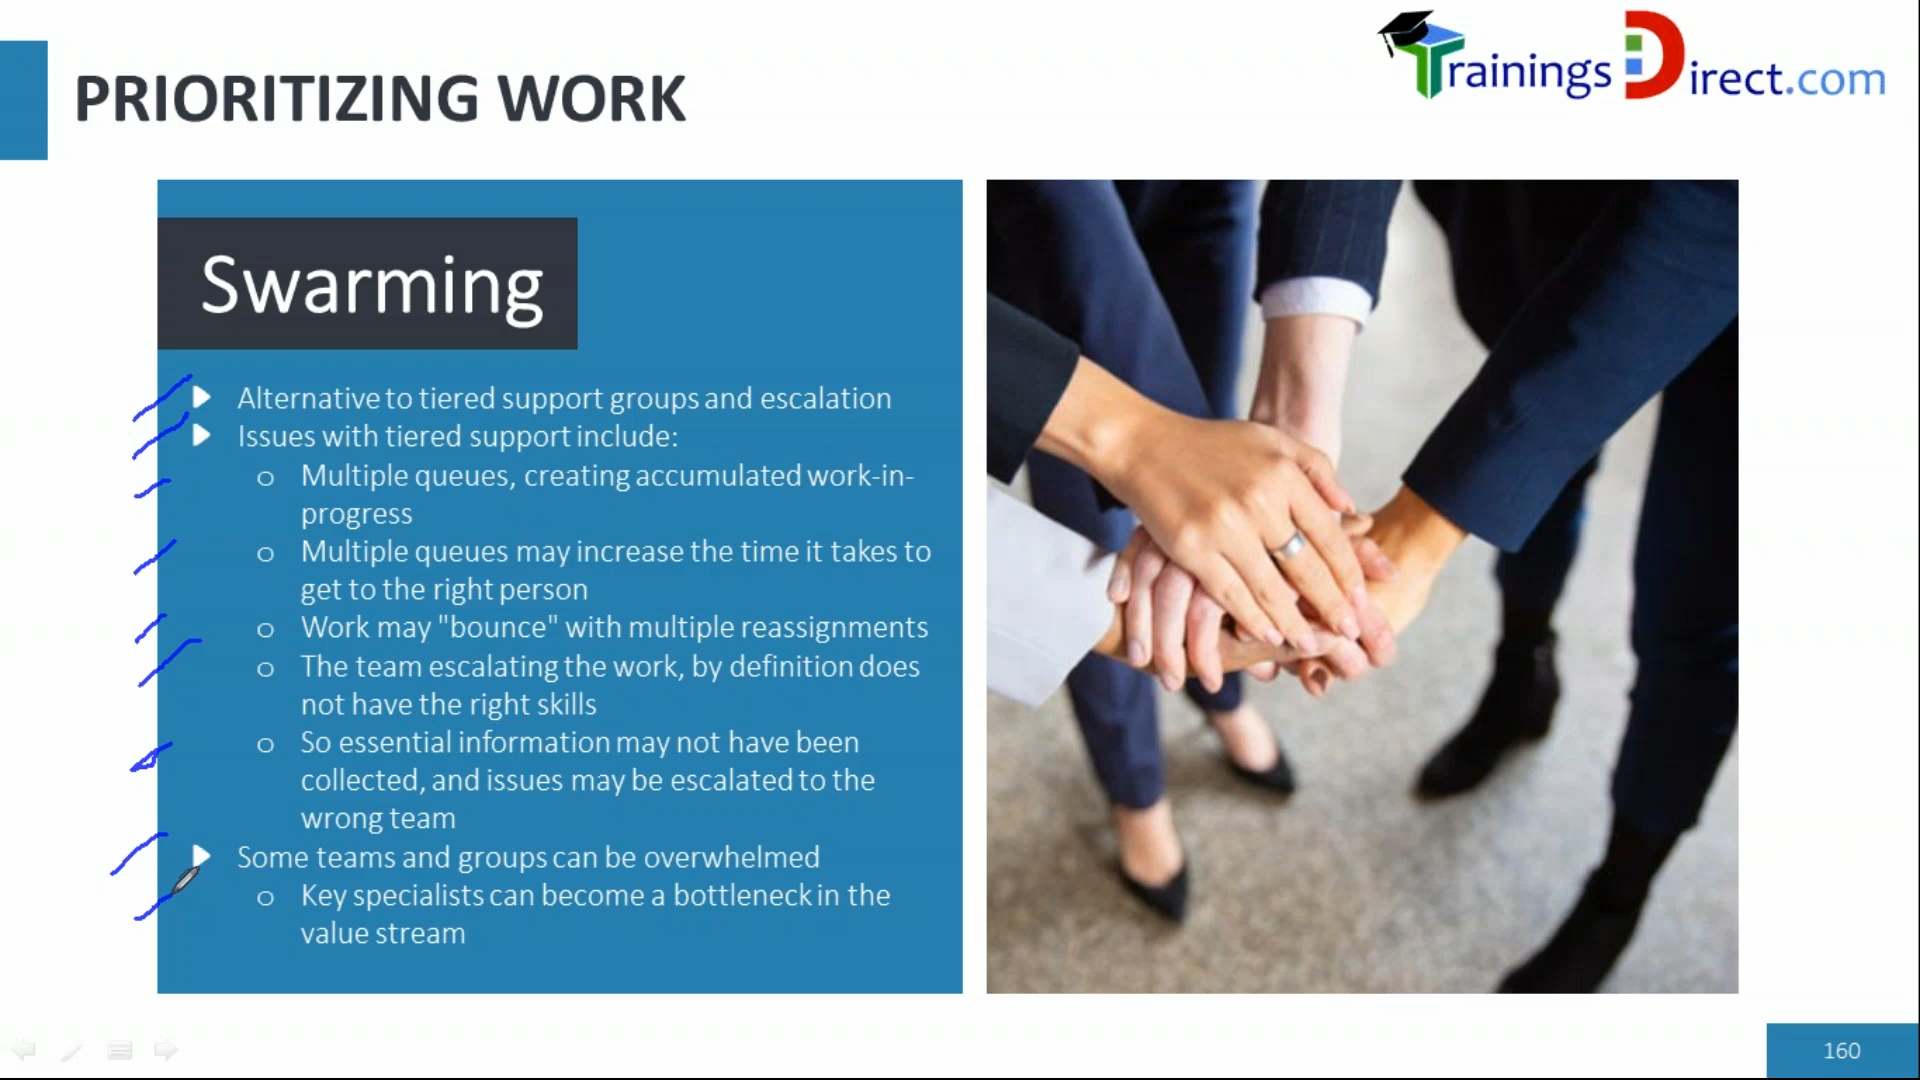 PRIORITIZING WORK
Trainings Direct.com
Swarming
Alternative to tiered support groups and escalation
Issues with tiered support include:
o Multiple queues, creating accumulated work-in-
progress
o Multiple queues may increase the time it takes to
get to the right person
o Work may "bounce" with multiple reassignments
o The team escalating the work, by definition does
not have the right skills
o So essential information may not have been
collected, and issues may be escalated to the
wrong team
Some teams and groups can be overwhelmed
o Key specialists can become a bottleneck in the
value stream
160